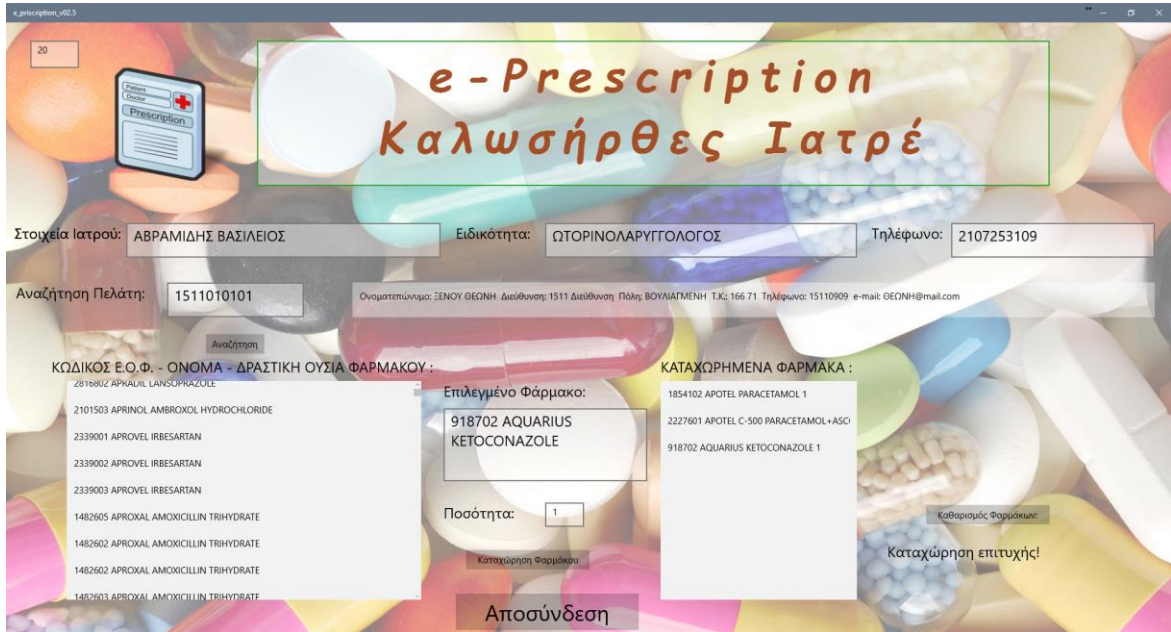 e_priscription_v02.5
20
Patient
Doctor
Prescription
e-Prescription
Καλωσήρθες Ιατρέ
Στοιχεία Ιατρού: ΑΒΡΑΜΙΔΗΣ ΒΑΣΙΛΕΙΟΣ Ειδικότητα: ΩΤΟΡΙΝΟΛΑΡΥΓΓΟΛΟΓΟΣ Τηλέφωνο: 2107253109
Αναζήτηση Πελάτη: 1511010101 Ονοματεπώνυμο: ΞΕΝΟΥ ΘΕΩΝΗ Διεύθυνση: 1511 Διεύθυνση Πόλη: ΒΟΥΛΙΑΓΜΕΝΗ Τ.Κ.: 166 71 Τηλέφωνο: 15110909 e-mail: ΘΕΩΝΗ@mail.com
Αναζήτηση
ΚΩΔΙΚΟΣ Ε.Ο.Φ. - ΟΝΟΜΑ - ΔΡΑΣΤΙΚΗ ΟΥΣΙΑ ΦΑΡΜΑΚΟΥ :
2816802 APRADIL LANSOPRAZOLE
2101503 APRINOL AMBROXOL HYDROCHLORIDE
2339001 APROVEL IRBESARTAN
2339002 APROVEL IRBESARTAN
2339003 APROVEL IRBESARTAN
1482605 APROXAL AMOXICILLIN TRIHYDRATE
1482602 APROXAL AMOXICILLIN TRIHYDRATE
1482602 APROXAL AMOXICILLIN TRIHYDRATE
1482603 APROXAL AMOXICILLIN TRIHYDRATE
Επιλεγμένο Φάρμακο:
918702 AQUARIUS
KETOCONAZOLE
Ποσότητα: 1
Καταχώρηση Φαρμάκου
ΚΑΤΑΧΩΡΗΜΕΝΑ ΦΑΡΜΑΚΑ :
1854102 APOTEL PARACETAMOL 1
2227601 APOTEL C-500 PARACETAMOL+ASC
918702 AQUARIUS KETOCONAZOLE 1
Καθαρισμός Φαρμάκων:
Καταχώρηση επιτυχής!
Αποσύνδεση